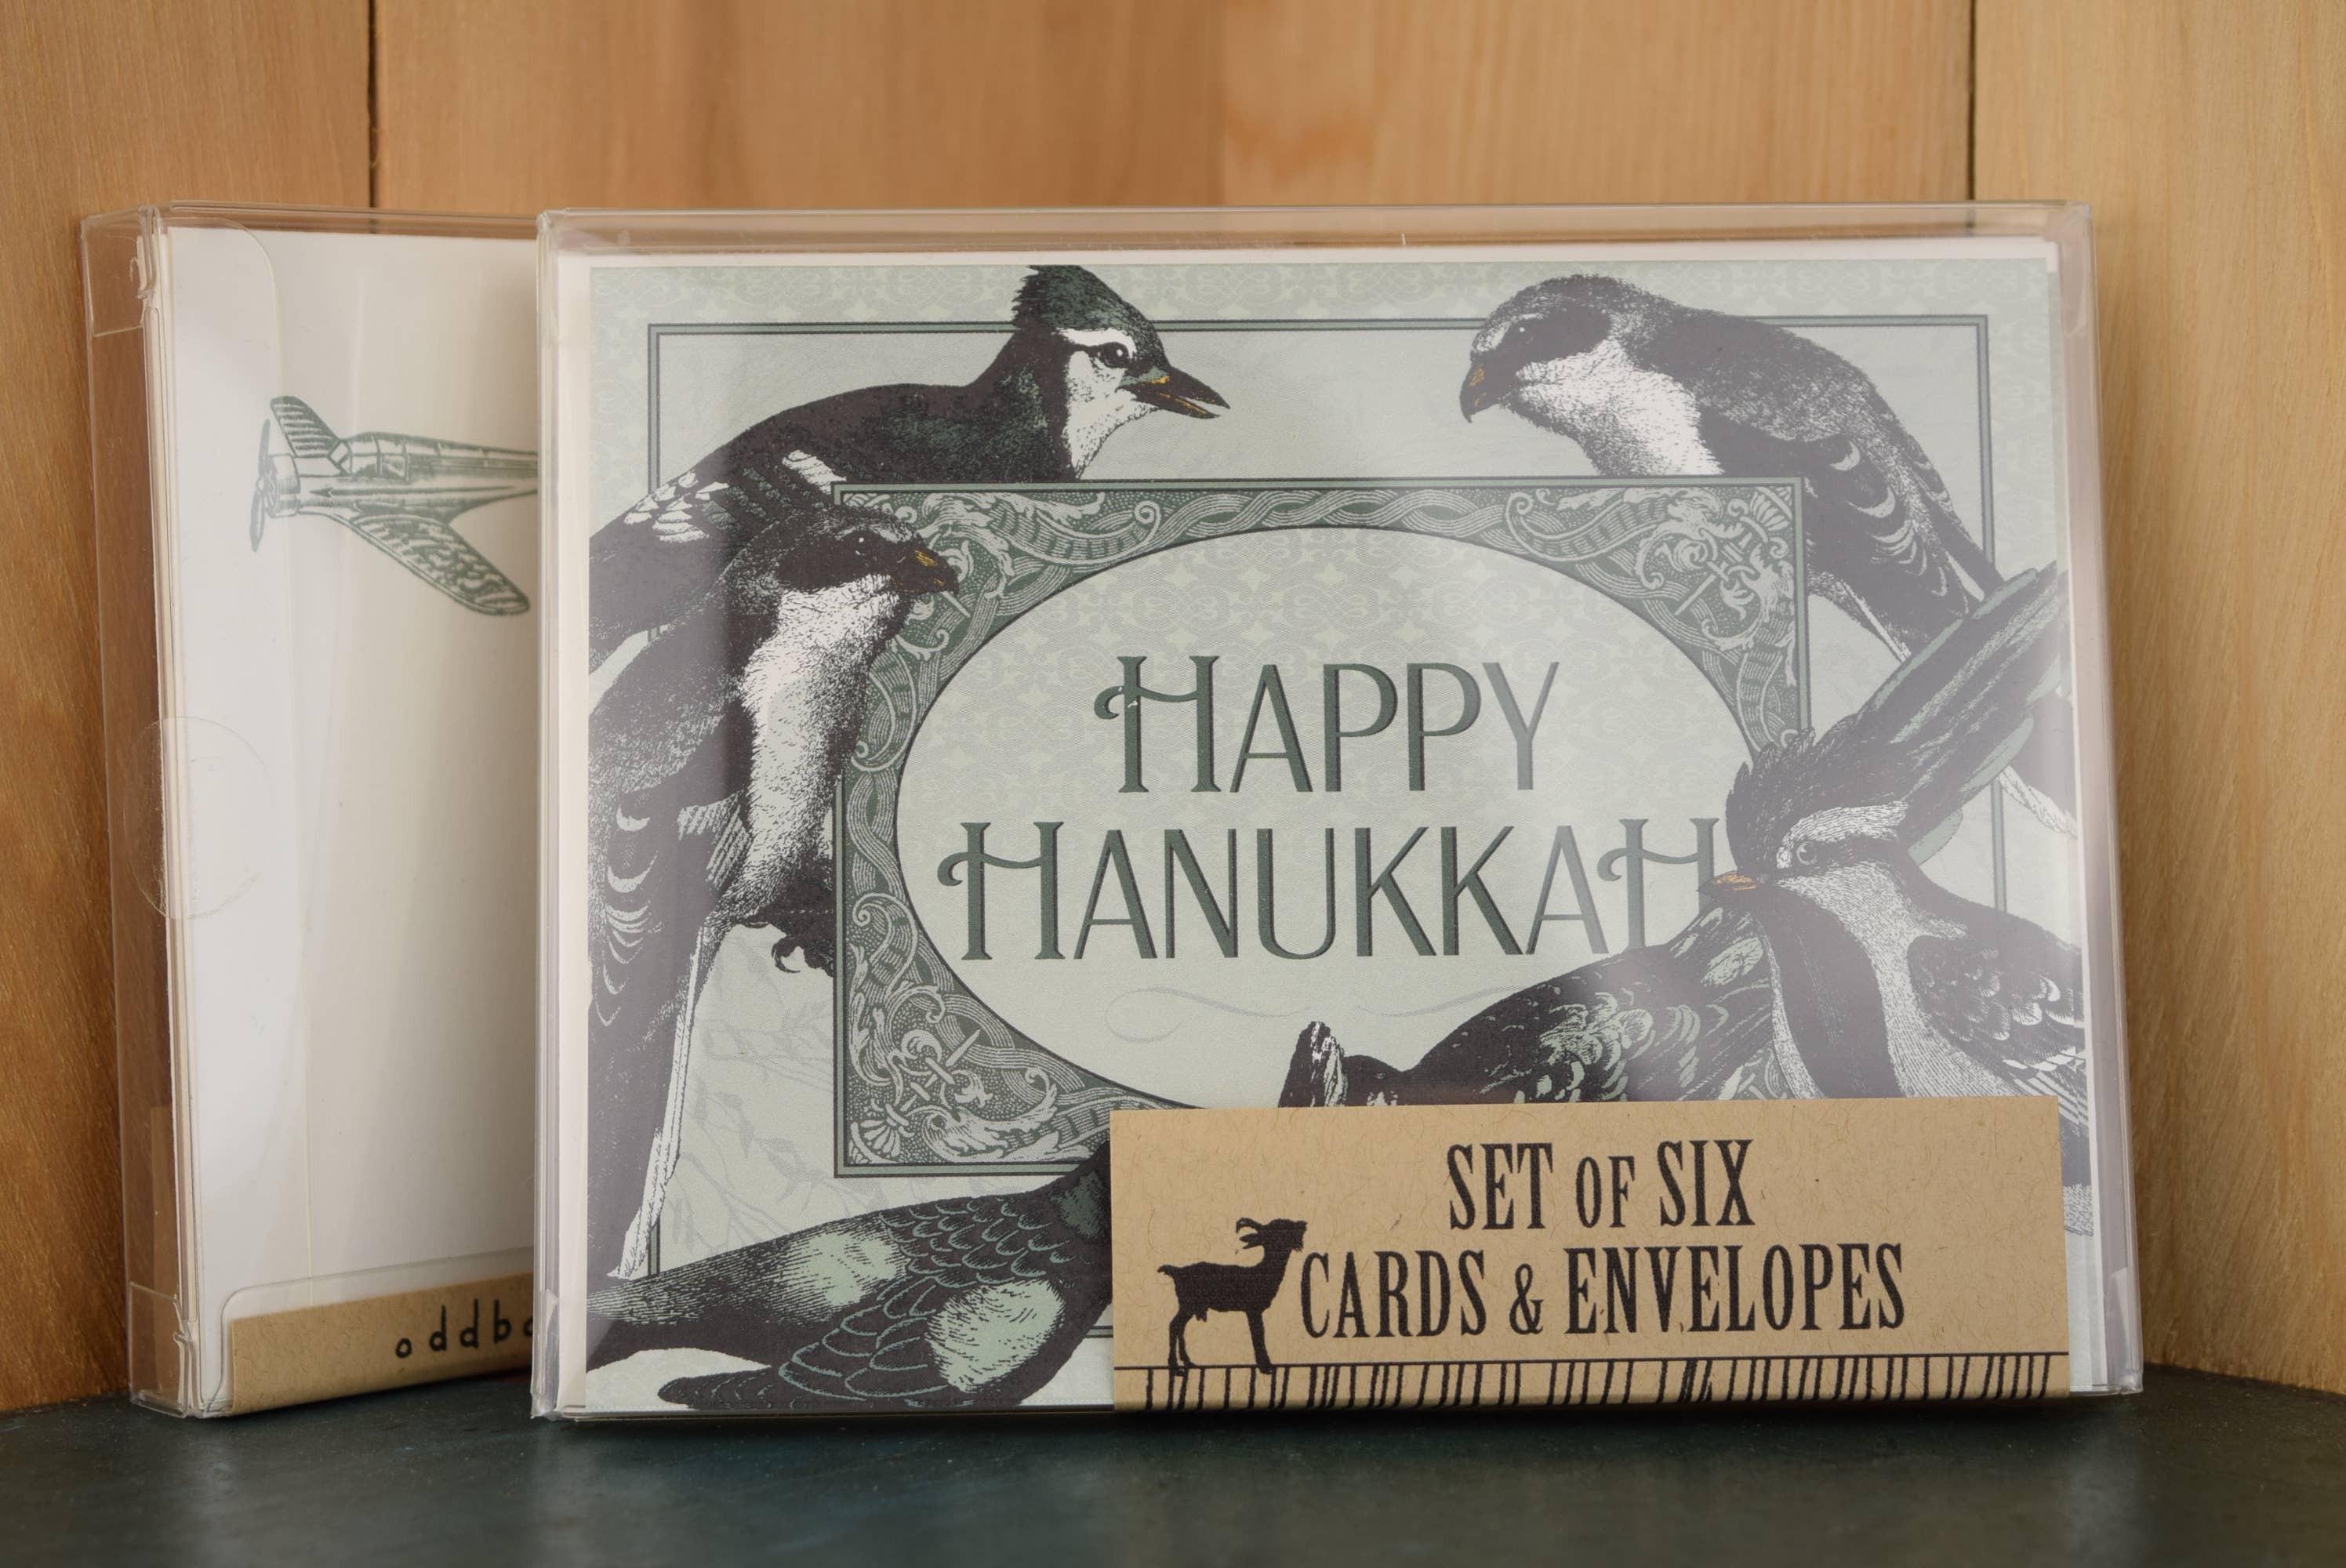 HAPPY
HANUKKAH
SET OF SIX
CARDS & ENVELOPES